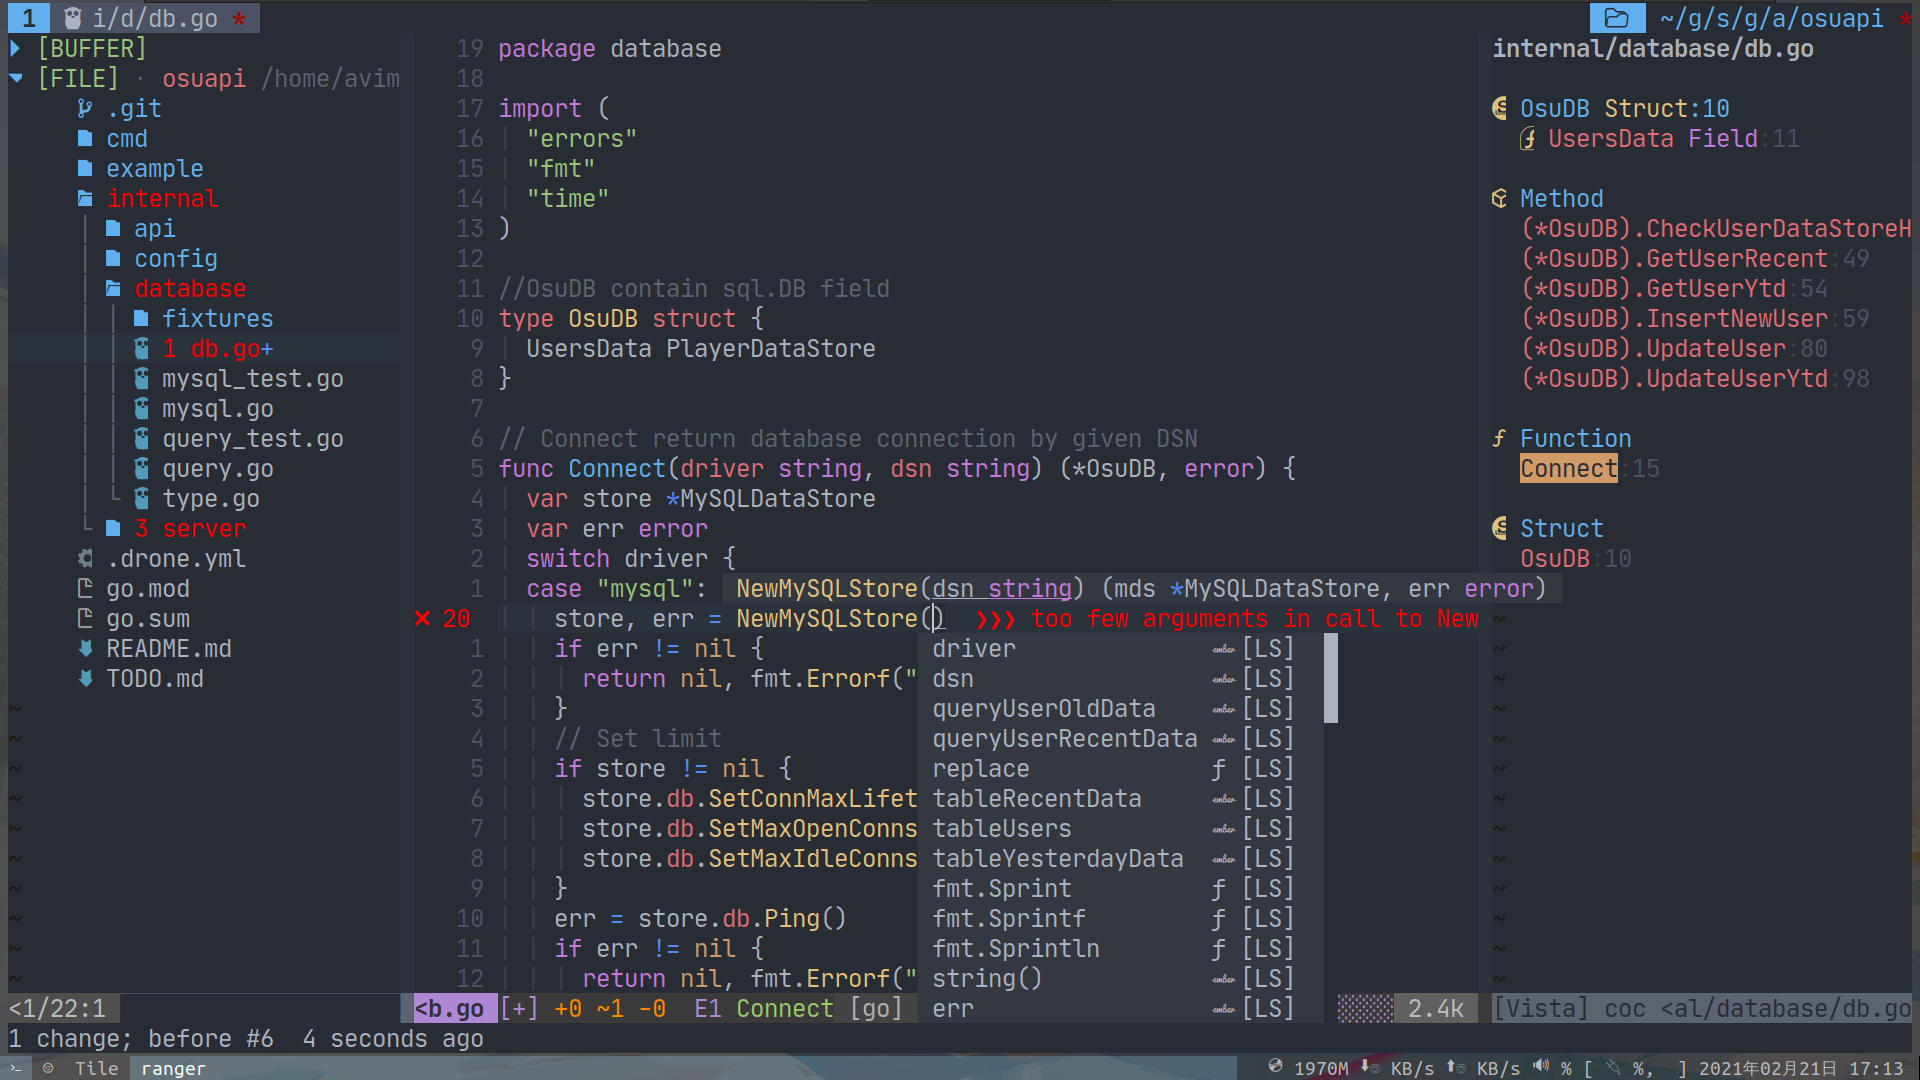 1 i/d/db.go * ~/g/s/g/a/osuapi *
[BUFFER]
[FILE] · osuapi /home/avim
.git
cmd
example
internal
api
config
database
fixtures
1 db.go+
mysql_test.go
mysql.go
query_test.go
query.go
type.go
3 server
.drone.yml
go.mod
go.sum
README.md
TODO.md
~
~
~
~
~
~
~
~
~
~
<1/22:1
19 package database
18
17 import (
16 "errors"
15 "fmt"
14 "time"
13 )
12
11 //OsuDB contain sql.DB field
10 type OsuDB struct {
9 UsersData PlayerDataStore
8 }
7
6 // Connect return database connection by given DSN
5 func Connect(driver string, dsn string) (*OsuDB, error) {
4 var store *MySQLDataStore
3 var err error
2 switch driver {
1 case "mysql": NewMySQLStore(dsn string) (mds *MySQLDataStore, err error)
✕ 20 store, err = NewMySQLStore() ❯❯❯ too few arguments in call to New
1 if err != nil {
2 return nil, fmt.Errorf("
3 }
4 // Set limit
5 if store != nil {
6 store.db.SetConnMaxLifet
7 store.db.SetMaxOpenConns
8 store.db.SetMaxIdleConns
9 }
10 err = store.db.Ping()
11 if err != nil {
12 return nil, fmt.Errorf("
driver ember [LS]
dsn ember [LS]
queryUserOldData ember [LS]
queryUserRecentData ember [LS]
replace ƒ [LS]
tableRecentData ember [LS]
tableUsers ember [LS]
tableYesterdayData ember [LS]
fmt.Sprint ƒ [LS]
fmt.Sprintf ƒ [LS]
fmt.Sprintln ƒ [LS]
string() ember [LS]
err ember [LS]
<b.go [+] +0 ~1 -0 E1 Connect [go] 2.4k
internal/database/db.go
OsuDB Struct:10
UsersData Field:11
Method
(*OsuDB).CheckUserDataStoreH
(*OsuDB).GetUserRecent:49
(*OsuDB).GetUserYtd:54
(*OsuDB).InsertNewUser:59
(*OsuDB).UpdateUser:80
(*OsuDB).UpdateUserYtd:98
ƒ Function
Connect:15
Struct
OsuDB:10
~
~
~
~
~
~
~
~
~
~
~
~
~
[Vista] coc <al/database/db.go
1 change; before #6 4 seconds ago
Tile ranger 1970M KB/s KB/s % [ %, ] 2021年02月21日 17:13